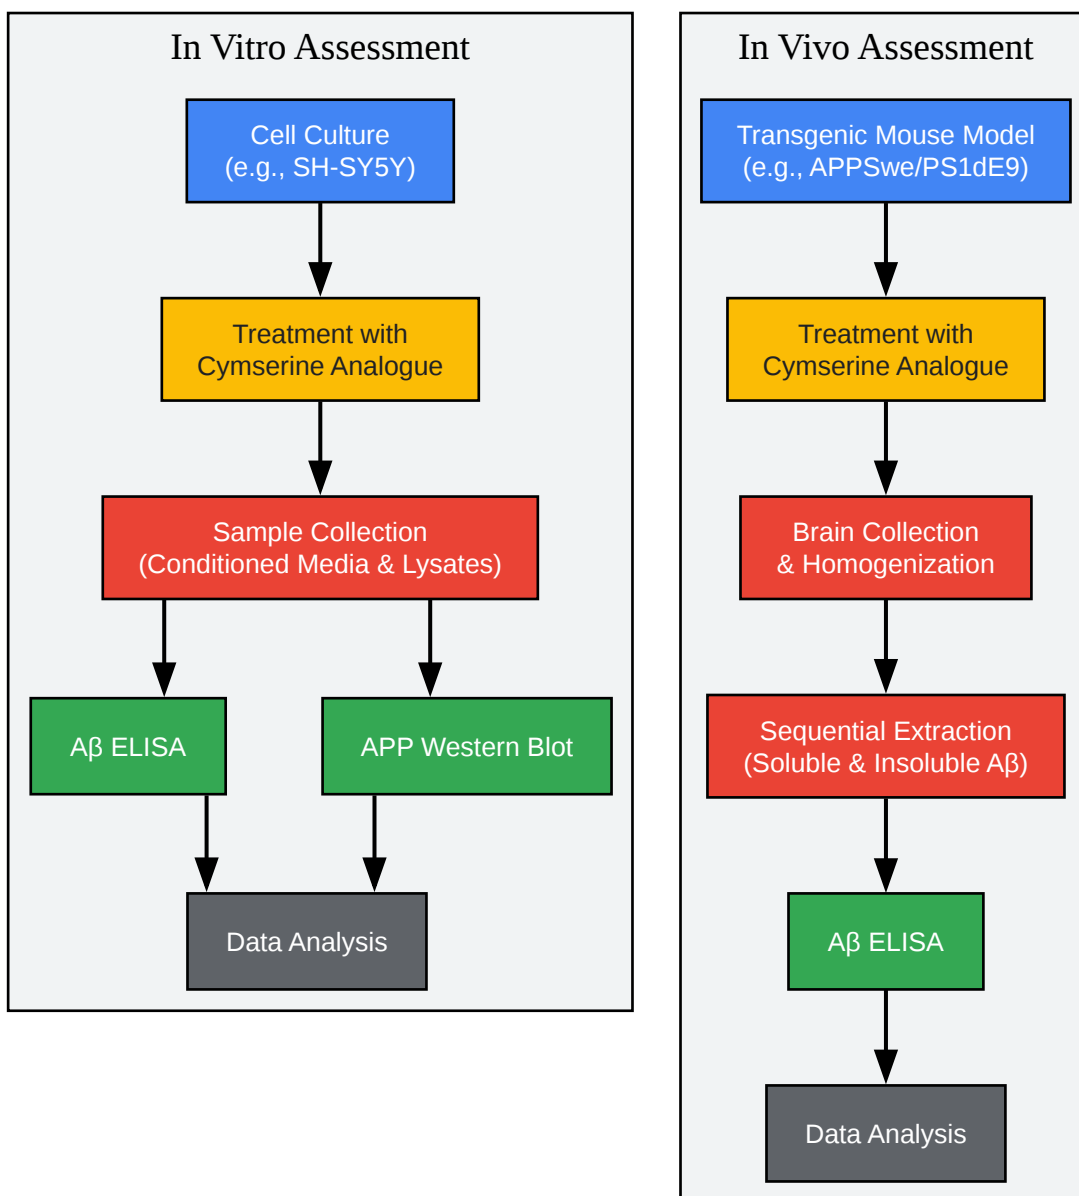 In Vitro Assessment
Cell Culture
(e.g., SH-SY5Y)
Treatment with
Cymserine Analogue
Sample Collection
(Conditioned Media & Lysates)
Aβ ELISA
APP Western Blot
Data Analysis
In Vivo Assessment
Transgenic Mouse Model
(e.g., APPSwe/PS1dE9)
Treatment with
Cymserine Analogue
Brain Collection
& Homogenization
Sequential Extraction
(Soluble & Insoluble Aβ)
Aβ ELISA
Data Analysis